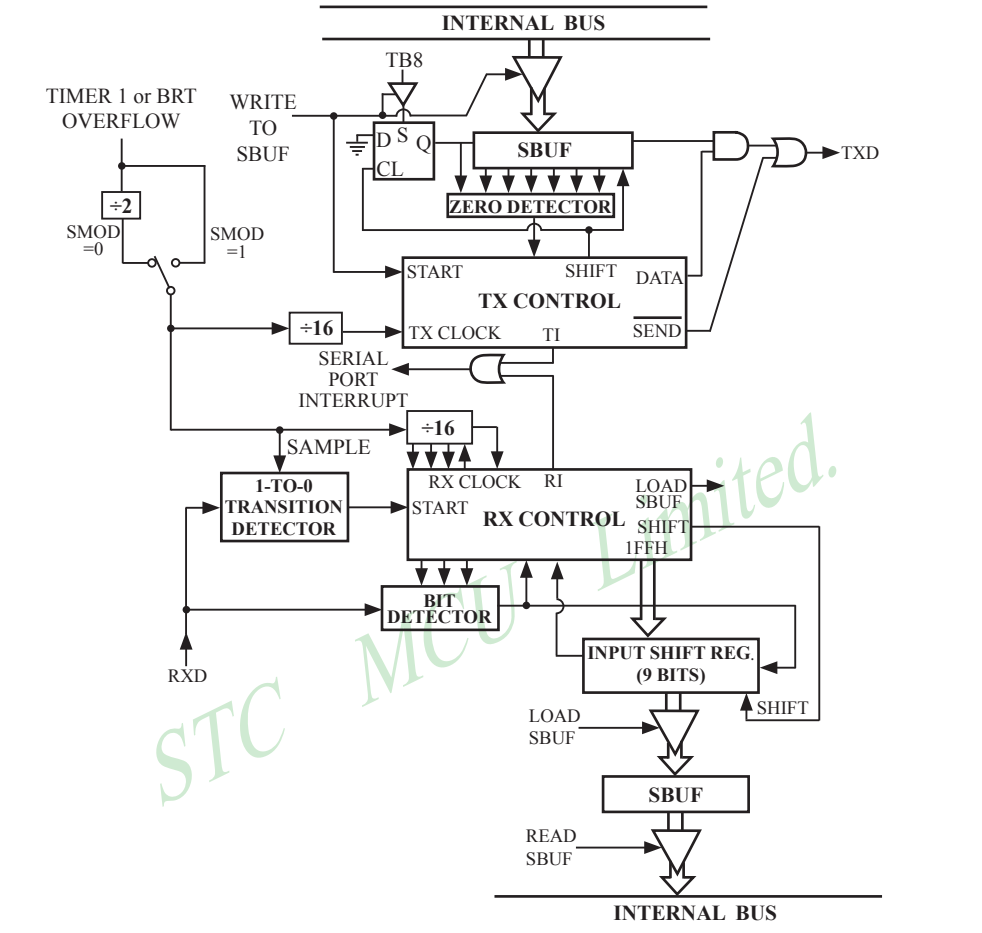 INTERNAL BUS
TB8
TIMER 1 or BRT
OVERFLOW
WRITE
TO
SBUF
D S Q
CL
SBUF
TXD
÷2
ZERO DETECTOR
SMOD
=0
SMOD
=1
START
SHIFT
DATA
TX CONTROL
÷16
TX CLOCK
TI
SEND
SERIAL
PORT
INTERRUPT
÷16
SAMPLE
RX CLOCK
RI
LOAD
SBUF
1-TO-0
TRANSITION
DETECTOR
START
RX CONTROL
SHIFT
1FFH
BIT
DETECTOR
RXD
INPUT SHIFT REG.
(9 BITS)
SHIFT
LOAD
SBUF
SBUF
READ
SBUF
INTERNAL BUS
STC MCU Limited.